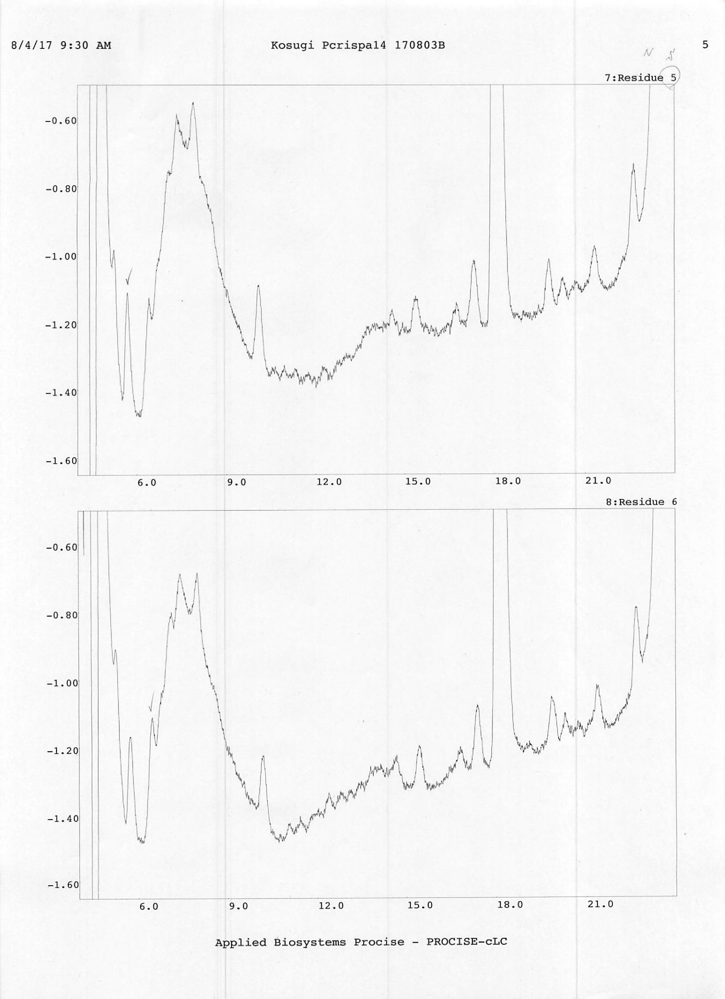 8/4/17 9:30 AM Kosugi Pcrispa14 170803B 5
N S
7:Residue 5
-0.60
-0.80
-1.00
-1.20
-1.40
-1.60
6.0 9.0 12.0 15.0 18.0 21.0
8:Residue 6
-0.60
-0.80
-1.00
-1.20
-1.40
-1.60
6.0 9.0 12.0 15.0 18.0 21.0
Applied Biosystems Procise - PROCISE-cLC